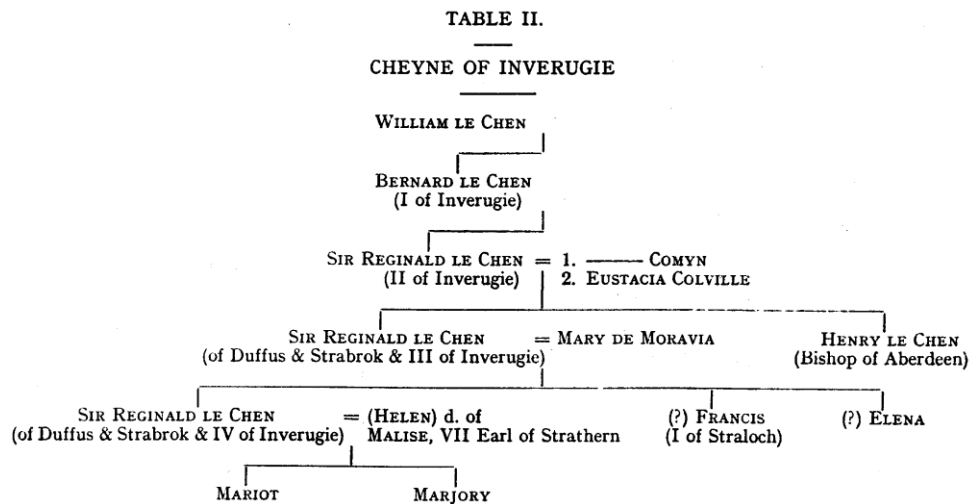 TABLE II.
CHEYNE OF INVERUGIE
WILLIAM LE CHEN
BERNARD LE CHEN
(I of Inverugie)
SIR REGINALD LE CHEN = 1. ——— COMYN
(II of Inverugie) 2. EUSTACIA COLVILLE
SIR REGINALD LE CHEN = MARY DE MORAVIA HENRY LE CHEN
(of Duffus & Strabrok & III of Inverugie) (Bishop of Aberdeen)
SIR REGINALD LE CHEN = (HELEN) d. of (?) FRANCIS (?) ELENA
(of Duffus & Strabrok & IV of Inverugie) MALISE, VII Earl of Strathern (I of Straloch)
MARIOT MARJORY